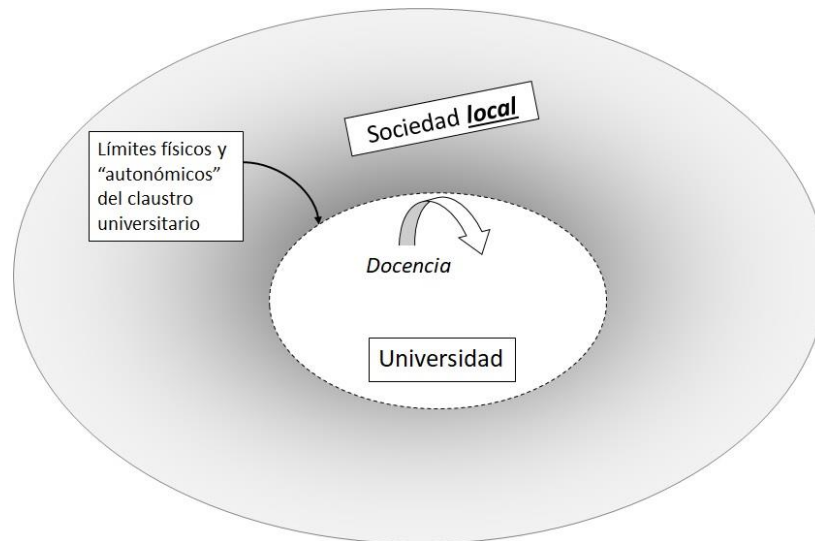 Sociedad local
Límites físicos y
“autonómicos”
del claustro
universitario
Docencia
Universidad